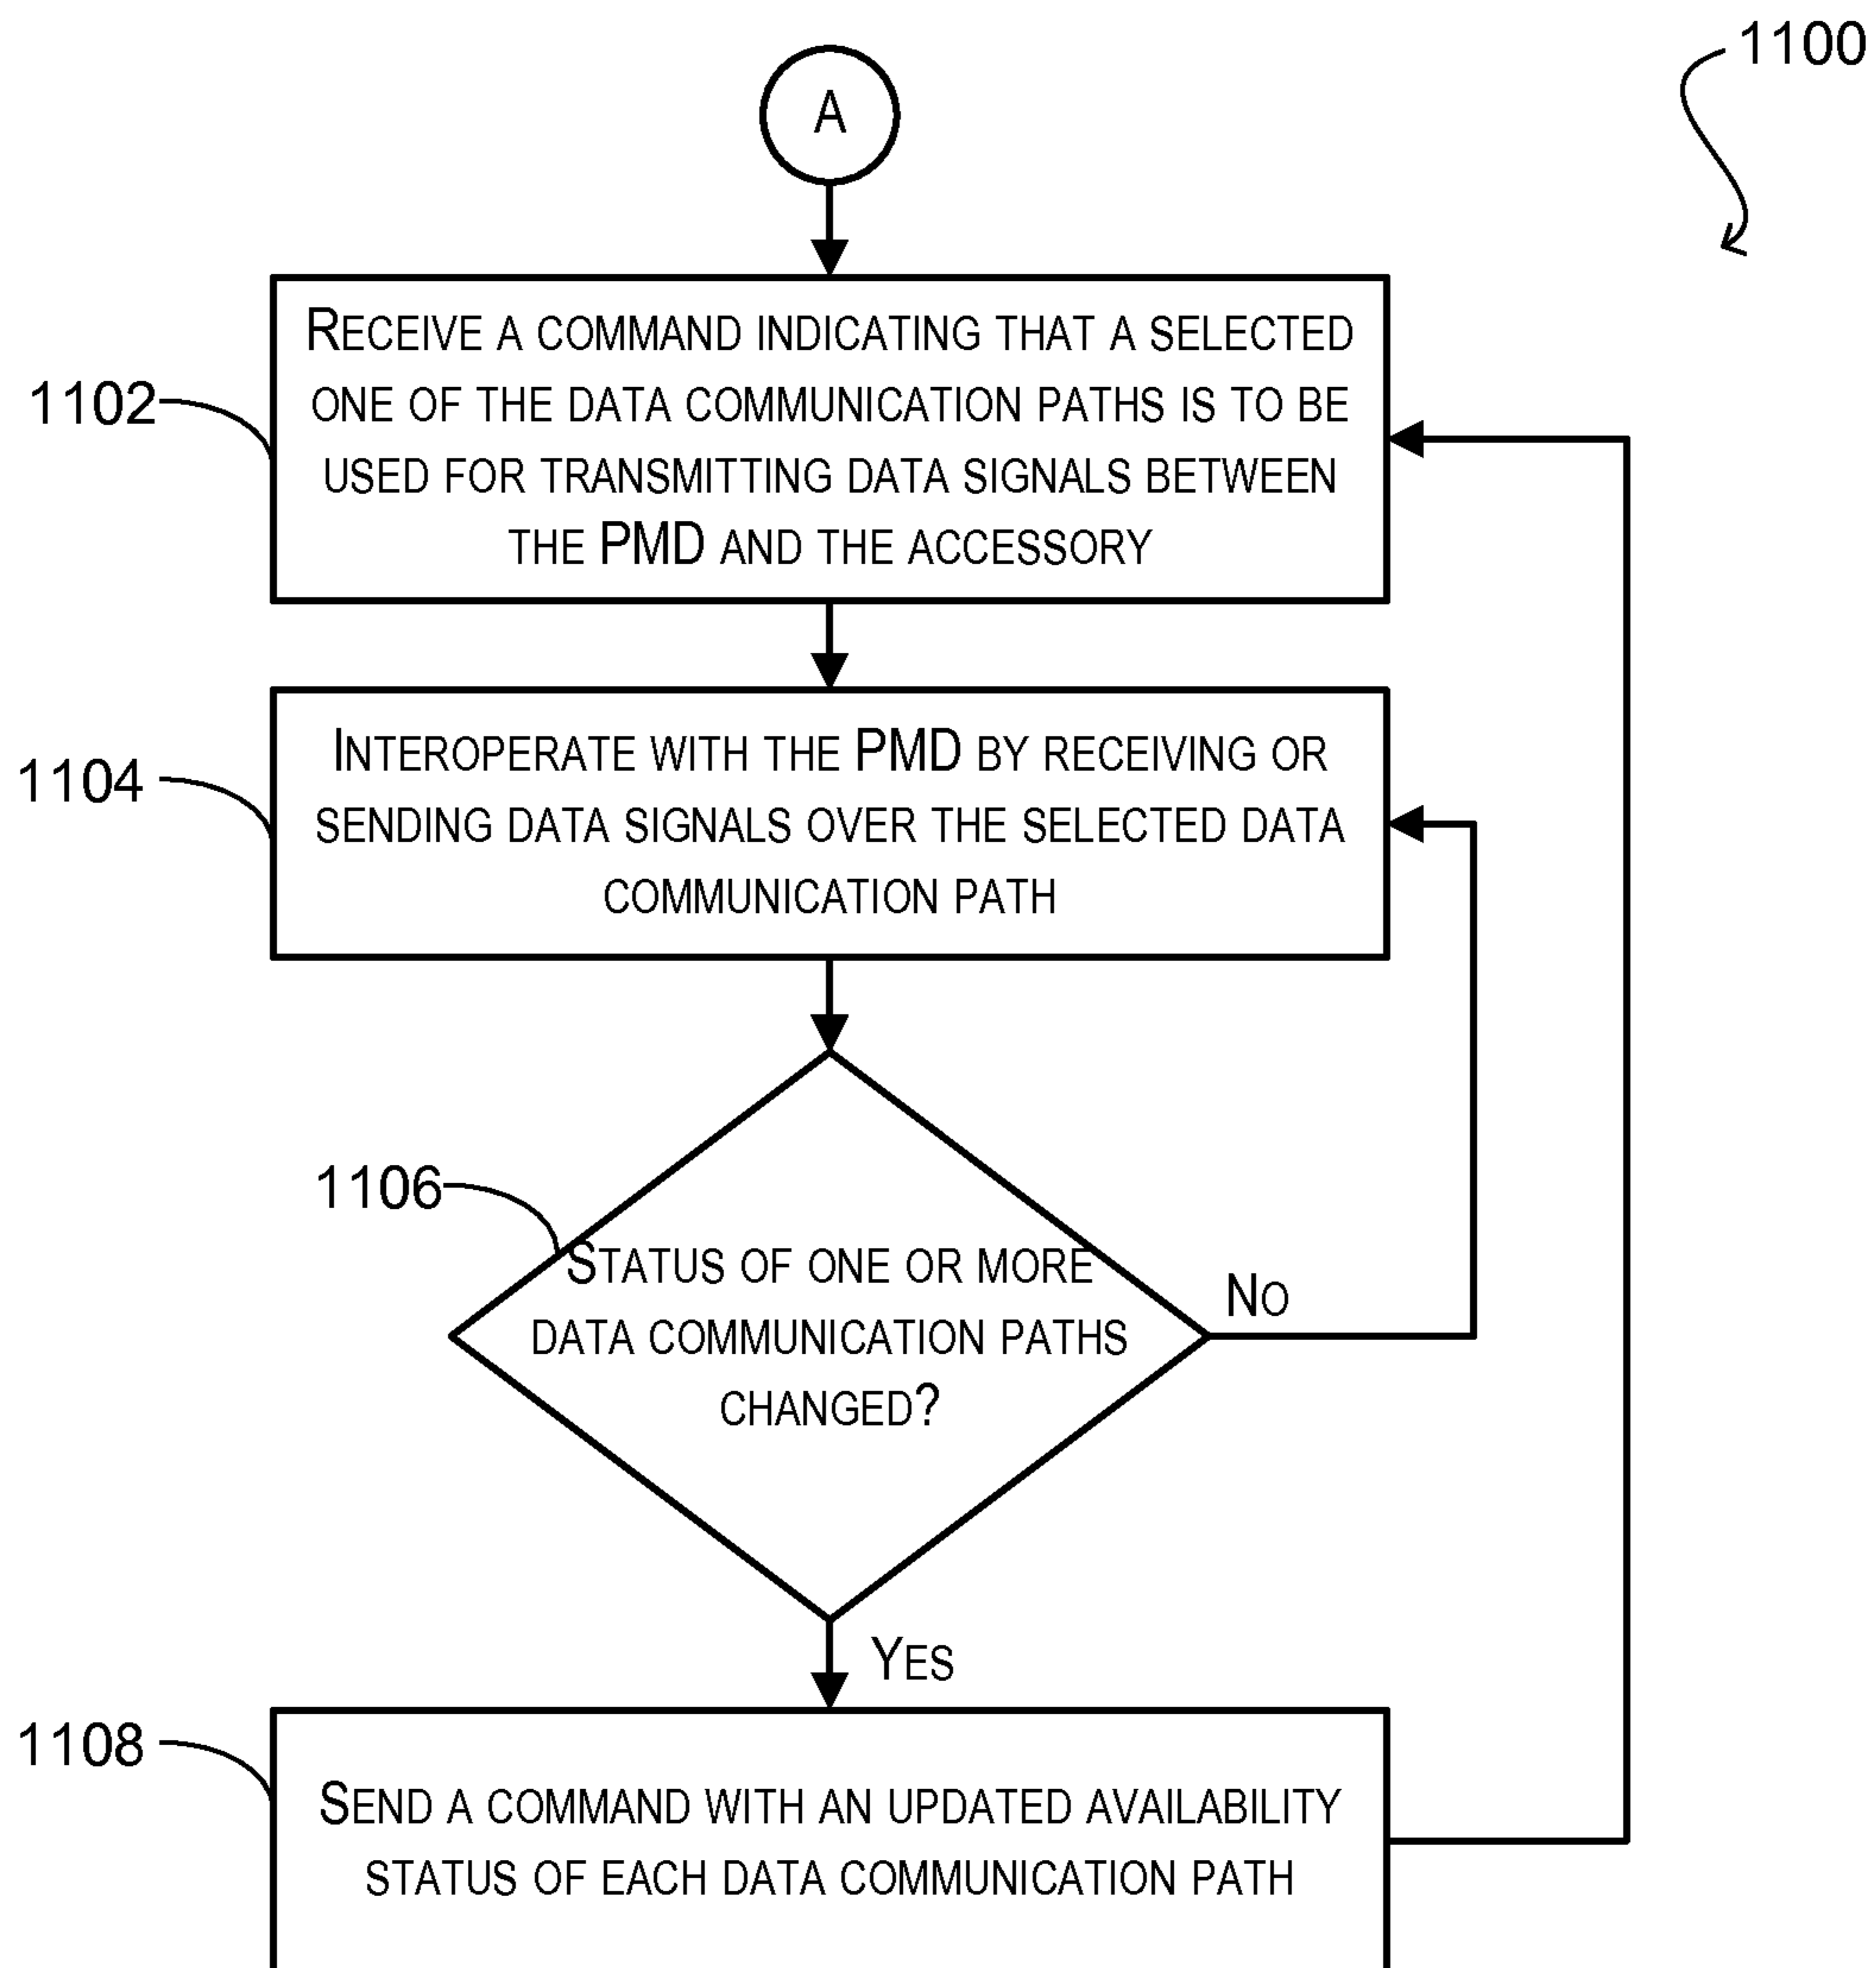 1100
A
RECEIVE A COMMAND INDICATING THAT A SELECTED
ONE OF THE DATA COMMUNICATION PATHS IS TO BE
USED FOR TRANSMITTING DATA SIGNALS BETWEEN
THE PMD AND THE ACCESSORY
1102
INTEROPERATE WITH THE PMD BY RECEIVING OR
SENDING DATA SIGNALS OVER THE SELECTED DATA
COMMUNICATION PATH
1104
1106
STATUS OF ONE OR MORE
DATA COMMUNICATION PATHS
CHANGED?
NO
YES
1108
SEND A COMMAND WITH AN UPDATED AVAILABILITY
STATUS OF EACH DATA COMMUNICATION PATH